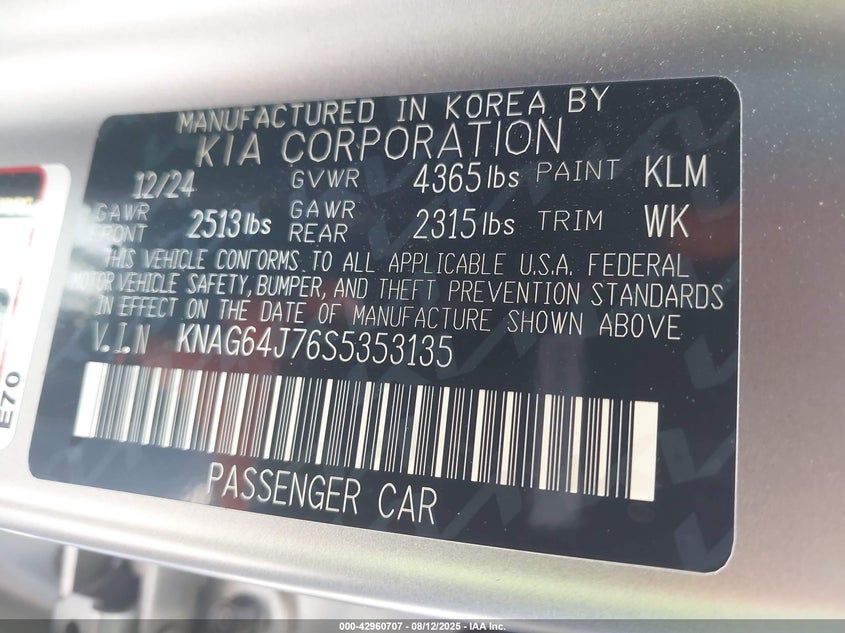 MANUFACTURED IN KOREA BY
KIA CORPORATION
12/24 GVWR 4365 lbs PAINT KLM
GAWR FRONT 2513 lbs GAWR REAR 2315 lbs TRIM WK
THIS VEHICLE CONFORMS TO ALL APPLICABLE U.S.A. FEDERAL
MOTOR VEHICLE SAFETY, BUMPER, AND THEFT PREVENTION STANDARDS
IN EFFECT ON THE DATE OF MANUFACTURE SHOWN ABOVE.
V.I.N KNAG64J76S5353135
PASSENGER CAR
E70
000-42960707 - 08/12/2025 - IAA Inc.